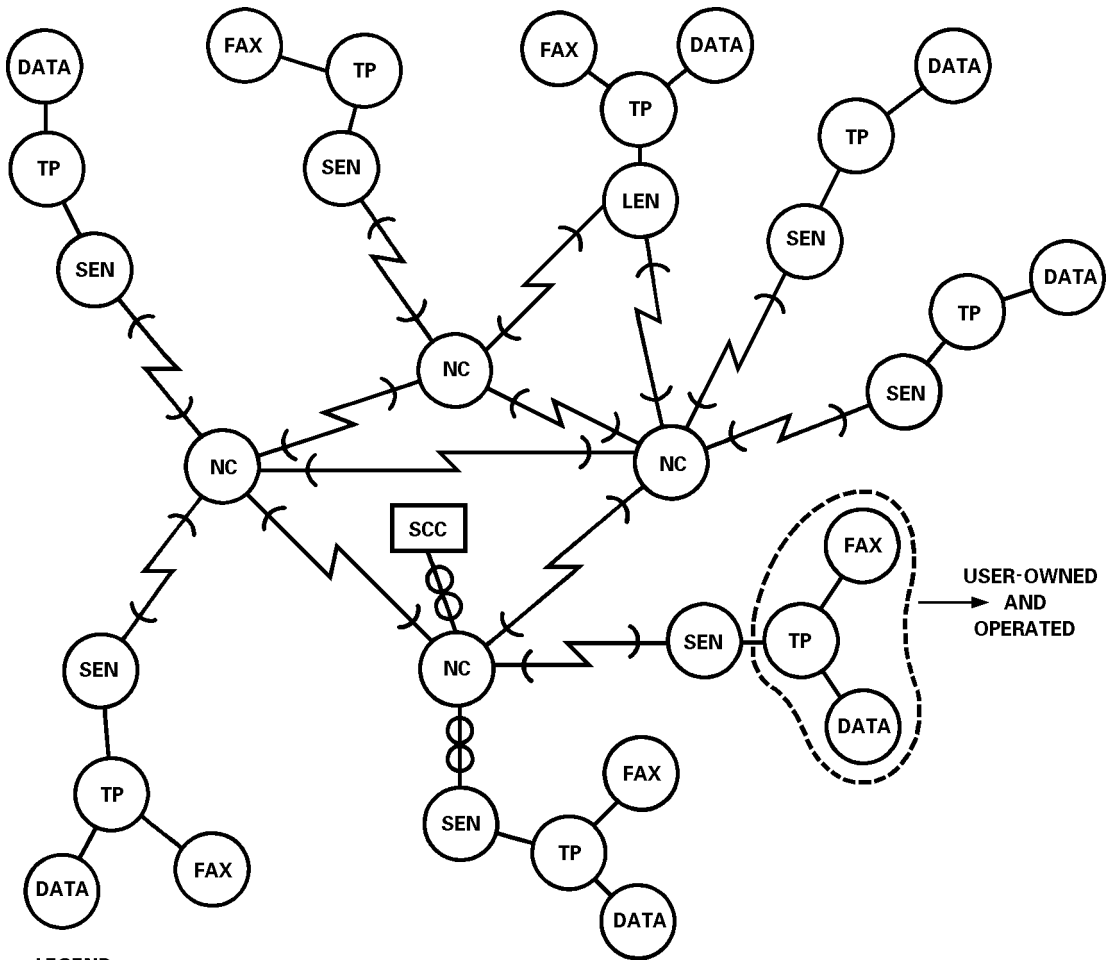 DATA
FAX
TP
FAX
DATA
TP
DATA
TP
TP
SEN
LEN
SEN
SEN
DATA
TP
NC
SEN
NC
NC
SCC
FAX
USER-OWNED
AND
OPERATED
SEN
NC
SEN
TP
DATA
FAX
TP
SEN
TP
FAX
DATA
DATA
LEGEND